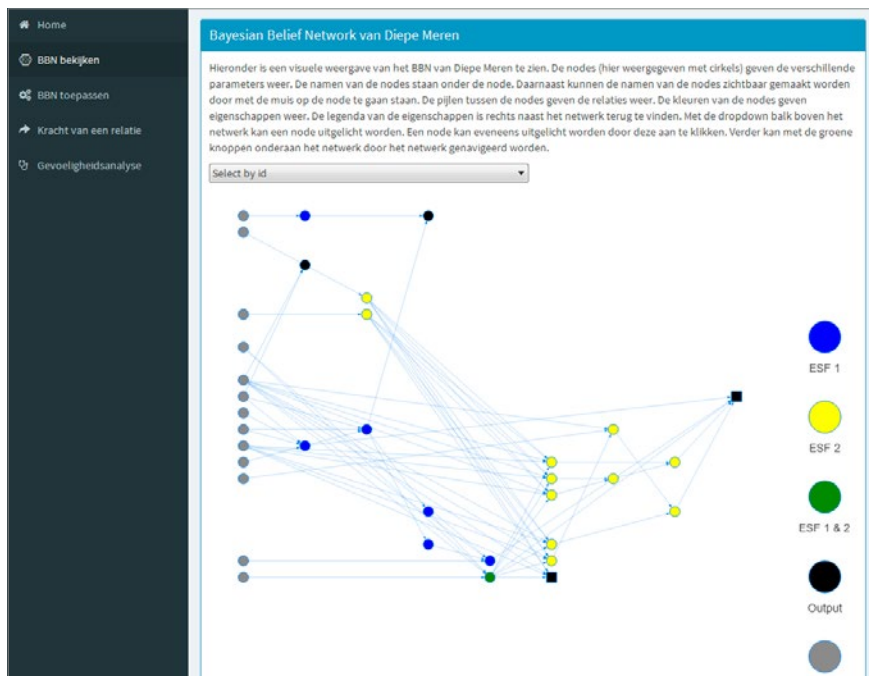 Home
BBN bekijken
BBN toepassen
Kracht van een relatie
Gevoeligheidsanalyse
Bayesian Belief Network van Diepe Meren
Hieronder is een visuele weergave van het BBN van Diepe Meren te zien. De nodes (hier weergegeven met cirkels) geven de verschillende
parameters weer. De namen van de nodes staan onder de node. Daarnaast kunnen de namen van de nodes zichtbaar gemaakt worden
door met de muis op de node te gaan staan. De pijlen tussen de nodes geven de relaties weer. De kleuren van de nodes geven
eigenschappen weer. De legenda van de eigenschappen is rechts naast het netwerk terug te vinden. Met de dropdown balk boven het
netwerk kan een node uitgelicht worden. Een node kan eveneens uitgelicht worden door deze aan te klikken. Verder kan met de groene
knoppen onderaan het netwerk door het netwerk genavigeerd worden.
Select by id
ESF 1
ESF 2
ESF 1 & 2
Output